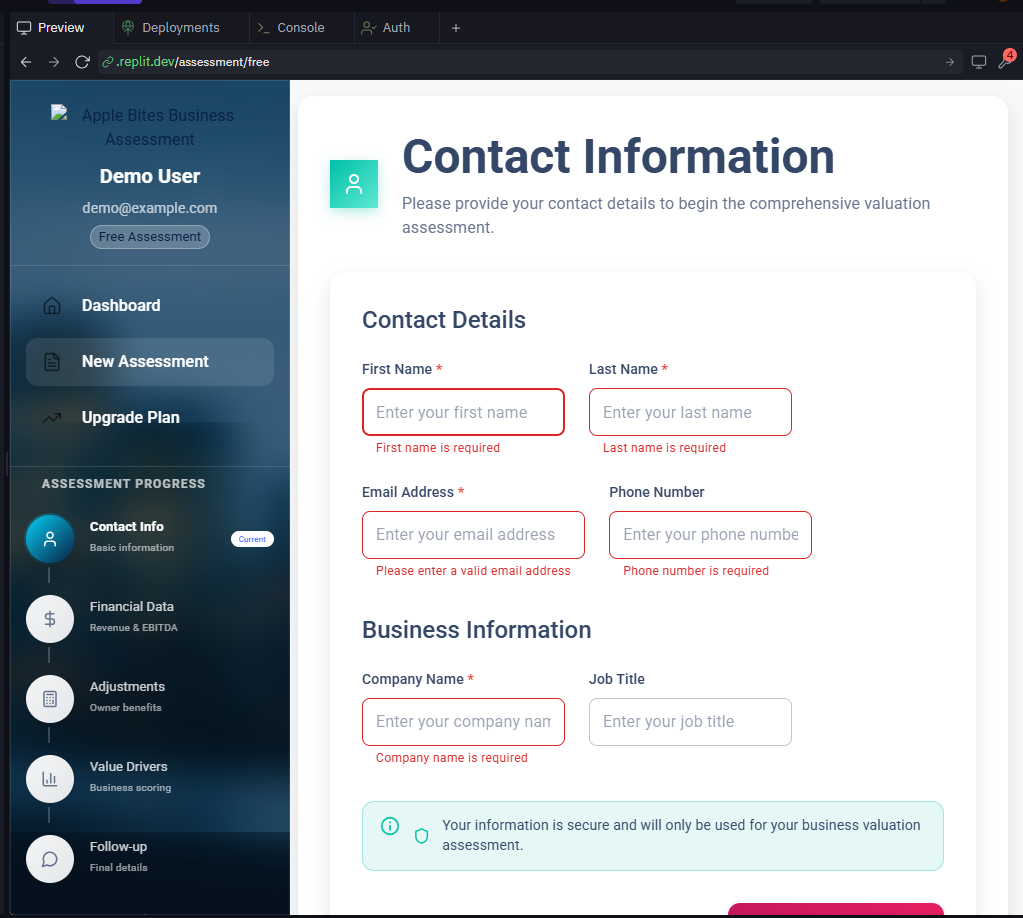 Preview
Deployments
Console
Auth
.replit.dev/assessment/free
4
Apple Bites Business
Assessment
Demo User
demo@example.com
Free Assessment
Dashboard
New Assessment
Upgrade Plan
ASSESSMENT PROGRESS
Contact Info
Basic information
Current
Financial Data
Revenue & EBITDA
Adjustments
Owner benefits
Value Drivers
Business scoring
Follow-up
Final details
Contact Information
Please provide your contact details to begin the comprehensive valuation
assessment.
Contact Details
First Name *
Last Name *
Enter your first name
Enter your last name
First name is required
Last name is required
Email Address *
Phone Number
Enter your email address
Enter your phone numbe
Please enter a valid email address
Phone number is required
Business Information
Company Name *
Job Title
Enter your company nam
Enter your job title
Company name is required
Your information is secure and will only be used for your business valuation
assessment.